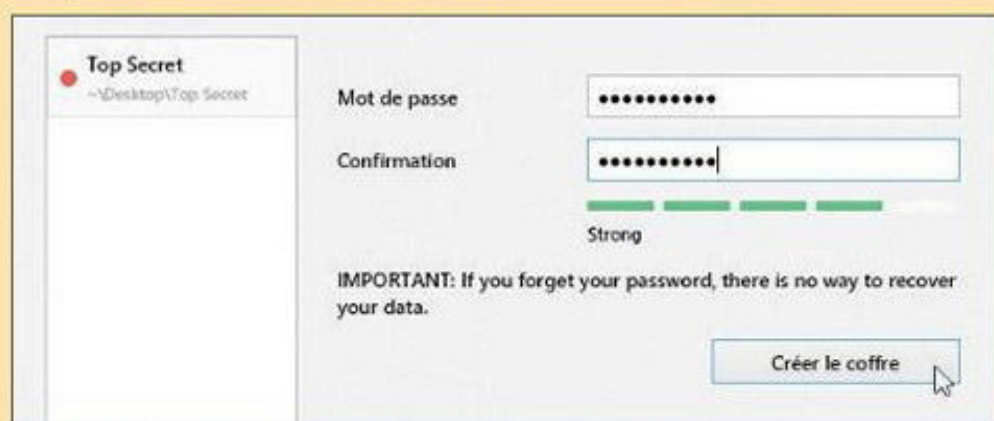 Top Secret
~\Desktop\Top Secret
Mot de passe
••••••••••
Confirmation
••••••••••
Strong
IMPORTANT: If you forget your password, there is no way to recover
your data.
Créer le coffre